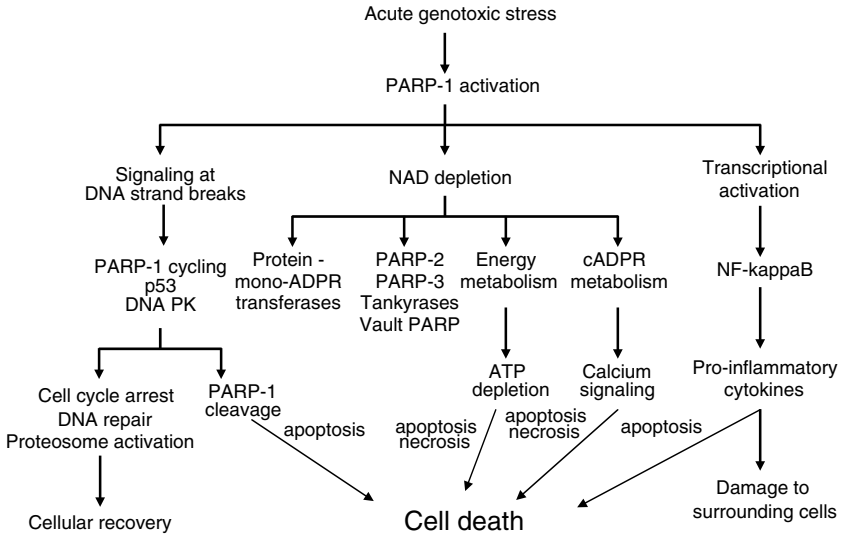 Acute genotoxic stress
PARP-1 activation
Signaling at
DNA strand breaks
NAD depletion
Transcriptional
activation
PARP-1 cycling
p53
DNA PK
Protein -
mono-ADPR
transferases
PARP-2
PARP-3
Tankyrases
Vault PARP
Energy
metabolism
cADPR
metabolism
NF-kappaB
Cell cycle arrest
DNA repair
Proteosome activation
PARP-1
cleavage
ATP
depletion
Calcium
signaling
Pro-inflammatory
cytokines
apoptosis
apoptosis
necrosis
apoptosis
necrosis
apoptosis
Cellular recovery
Cell death
Damage to
surrounding cells